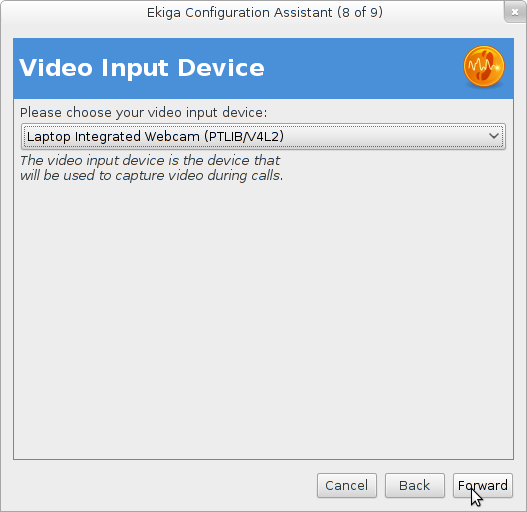 Ekiga Configuration Assistant (8 of 9)
Video Input Device
Please choose your video input device:
Laptop Integrated Webcam (PTLIB/V4L2)
The video input device is the device that
will be used to capture video during calls.
Cancel Back Forward